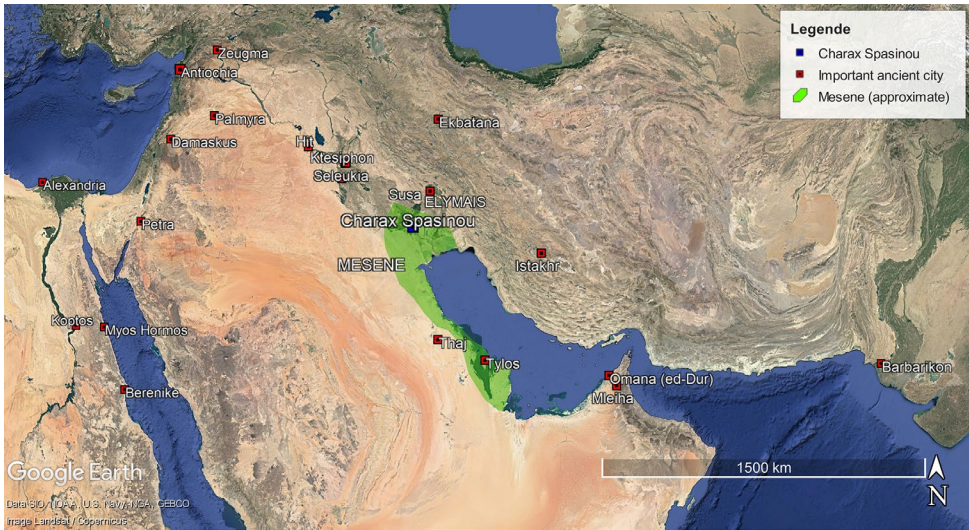 Legende
Charax Spasinou
Important ancient city
Mesene (approximate)
Zeugma
Antiochia
Palmyra
Damaskus
Ekbatana
Hit
Ktesiphon
Seleukia
Alexandria
Susa
ELYMAIS
Charax Spasinou
Petra
MESENE
Istakhr
Koptos
Myos Hormos
Thaj
Tylos
Barbarikon
Omana (ed-Dur)
Mleiha
Berenike
1500 km
N
Google Earth
Data SIO, NOAA, U.S. Navy, NGA, GEBCO
Image Landsat / Copernicus